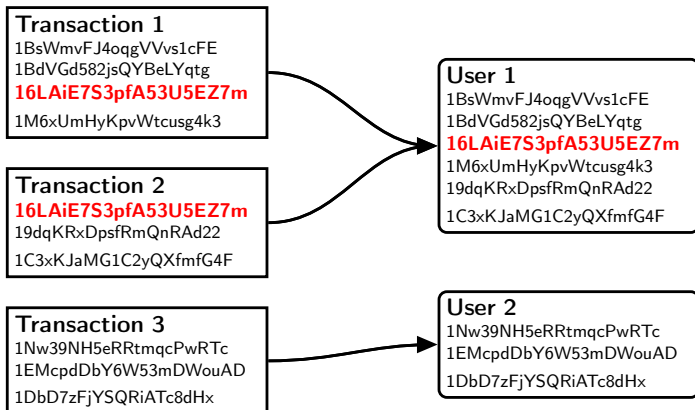 Transaction 1
1BsWmvFJ4oqgVVvs1cFE
1BdVGd582jsQYBeLYqtg
16LAiE7S3pfA53U5EZ7m
1M6xUmHyKpvWtcusg4k3
Transaction 2
16LAiE7S3pfA53U5EZ7m
19dqKRxDpsfRmQnRAd22
1C3xKJaMG1C2yQXfmfG4F
Transaction 3
1Nw39NH5eRRtmqcPwRTc
1EMcpdDbY6W53mDWouAD
1DbD7zFjYSQRiATc8dHx
User 1
1BsWmvFJ4oqgVVvs1cFE
1BdVGd582jsQYBeLYqtg
16LAiE7S3pfA53U5EZ7m
1M6xUmHyKpvWtcusg4k3
19dqKRxDpsfRmQnRAd22
1C3xKJaMG1C2yQXfmfG4F
User 2
1Nw39NH5eRRtmqcPwRTc
1EMcpdDbY6W53mDWouAD
1DbD7zFjYSQRiATc8dHx